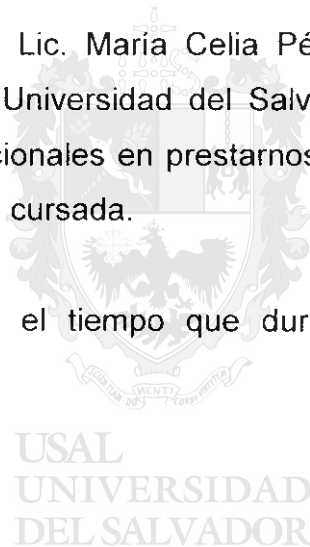 Lic. María Celia Pé
Universidad del Salv
cionales en prestarnos
cursada.
el tiempo que dur
USAL
UNIVERSIDAD
DEL SALVADOR